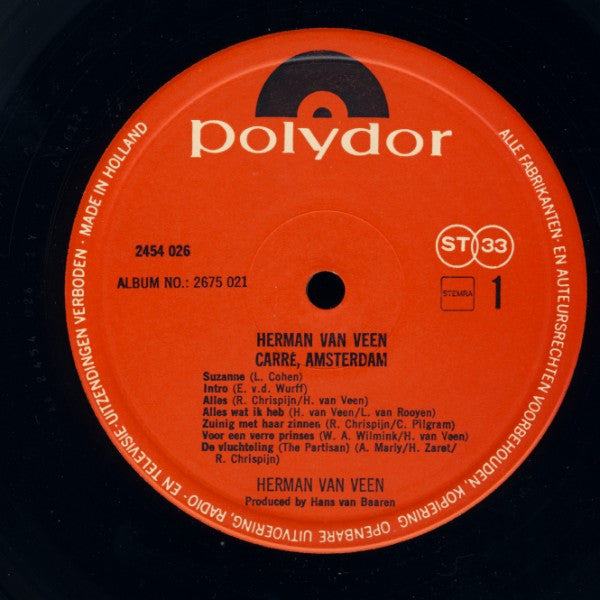 polydor
ALLE FABRIKANTEN- EN AUTEURSRECHTEN VOORBEHOUDEN, KOPIERING, OPENBARE UITVOERING, RADIO- EN TELEVISIE-UITZENDINGEN VERBODEN · MADE IN HOLLAND
2454 026
ST 33
ALBUM NO.: 2675 021
STEMRA
1
HERMAN VAN VEEN
CARRÉ, AMSTERDAM
Suzanne (L. Cohen)
Intro (E. v.d. Wurff)
Alles (R. Chrispijn/H. van Veen)
Alles wat ik heb (H. van Veen/L. van Rooyen)
Zuinig met haar zinnen (R. Chrispijn/C. Pilgram)
Voor een verre prinses (W. A. Wilmink/H. van Veen)
De vluchteling (The Partisan) (A. Marly/H. Zaret/
R. Chrispijn)
HERMAN VAN VEEN
Produced by Hans van Baaren